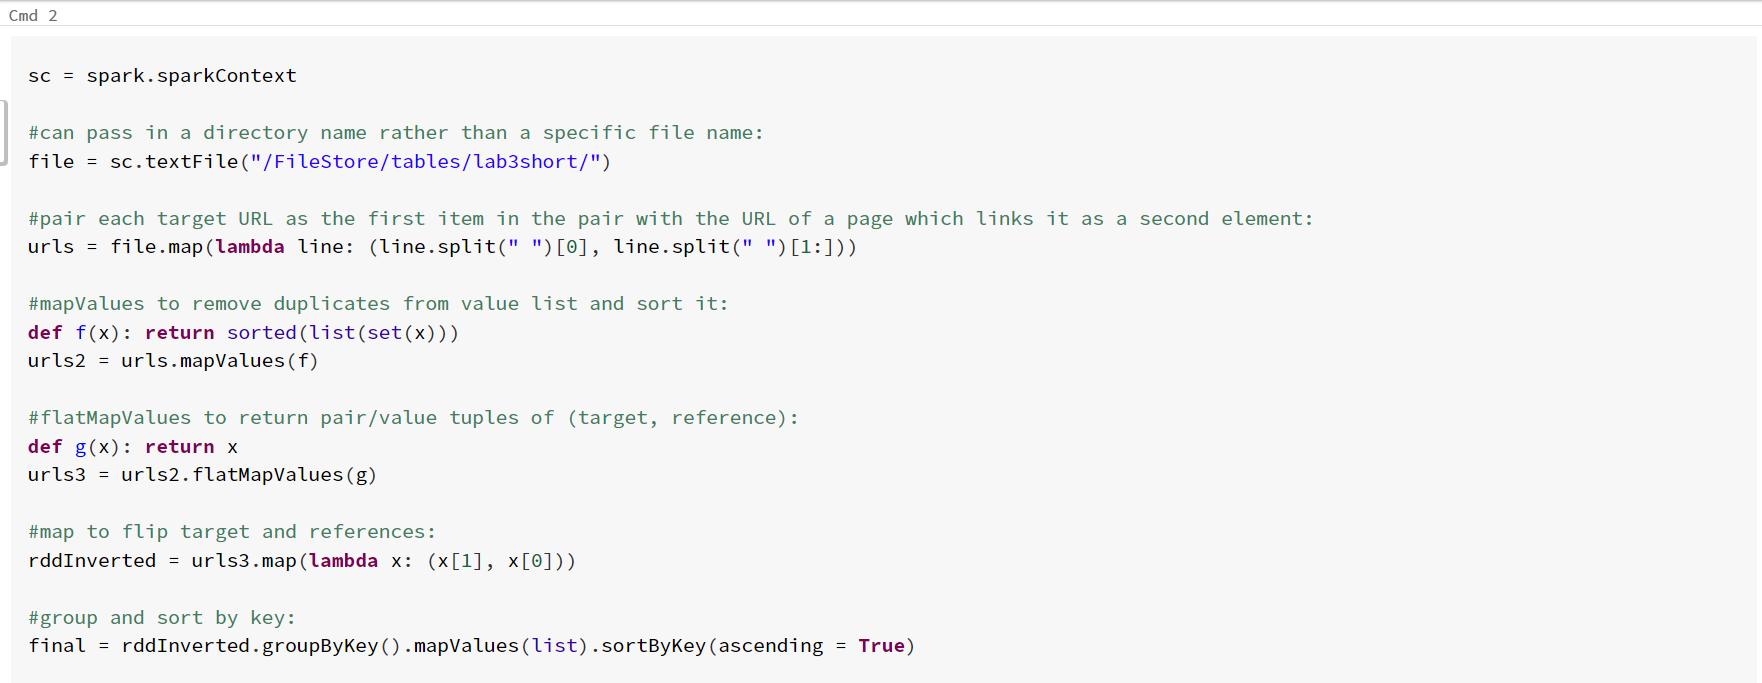 Cmd 2
sc = spark.sparkContext
#can pass in a directory name rather than a specific file name:
file = sc.textFile("/FileStore/tables/lab3short/")
#pair each target URL as the first item in the pair with the URL of a page which links it as a second element:
urls = file.map(lambda line: (line.split(" ")[0], line.split(" ")[1:]))
#mapValues to remove duplicates from value list and sort it:
def f(x): return sorted(list(set(x)))
urls2 = urls.mapValues(f)
#flatMapValues to return pair/value tuples of (target, reference):
def g(x): return x
urls3 = urls2.flatMapValues(g)
#map to flip target and references:
rddInverted = urls3.map(lambda x: (x[1], x[0]))
#group and sort by key:
final = rddInverted.groupByKey().mapValues(list).sortByKey(ascending = True)